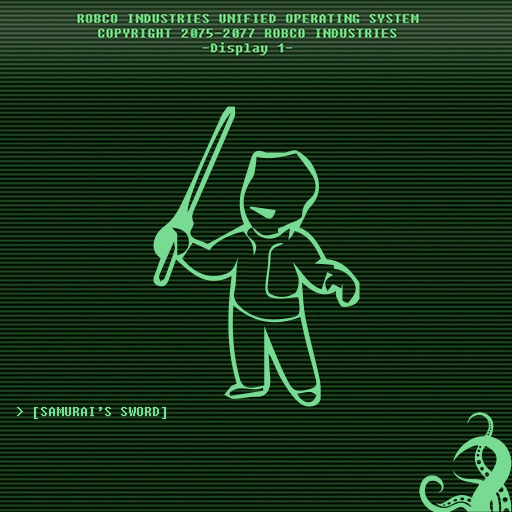 ROBCO INDUSTRIES UNIFIED OPERATING SYSTEM
COPYRIGHT 2075-2077 ROBCO INDUSTRIES
-Display 1-
> [SAMURAI'S SWORD]